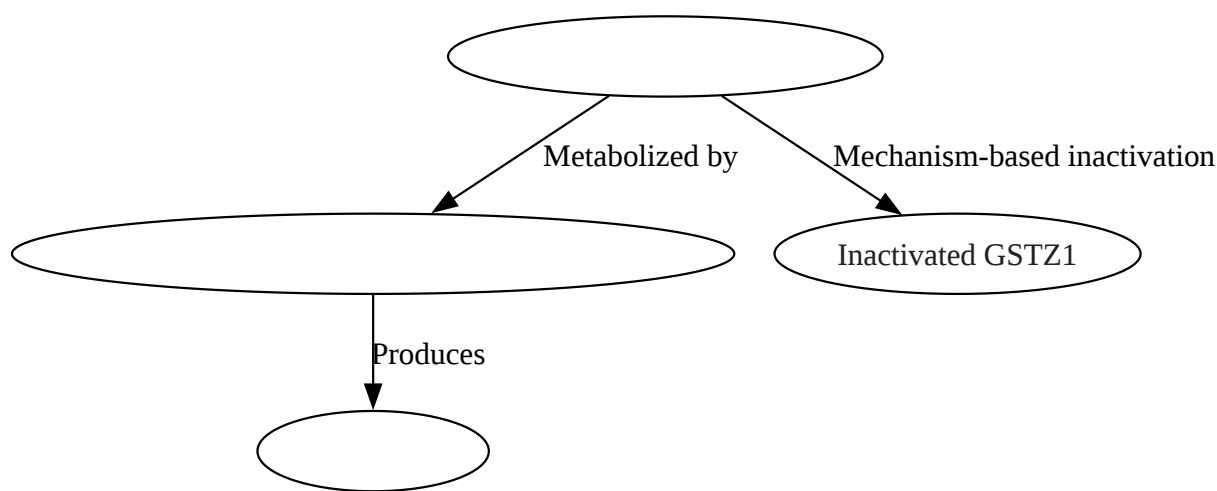 Metabolized by
Mechanism-based inactivation
Inactivated GSTZ1
Produces